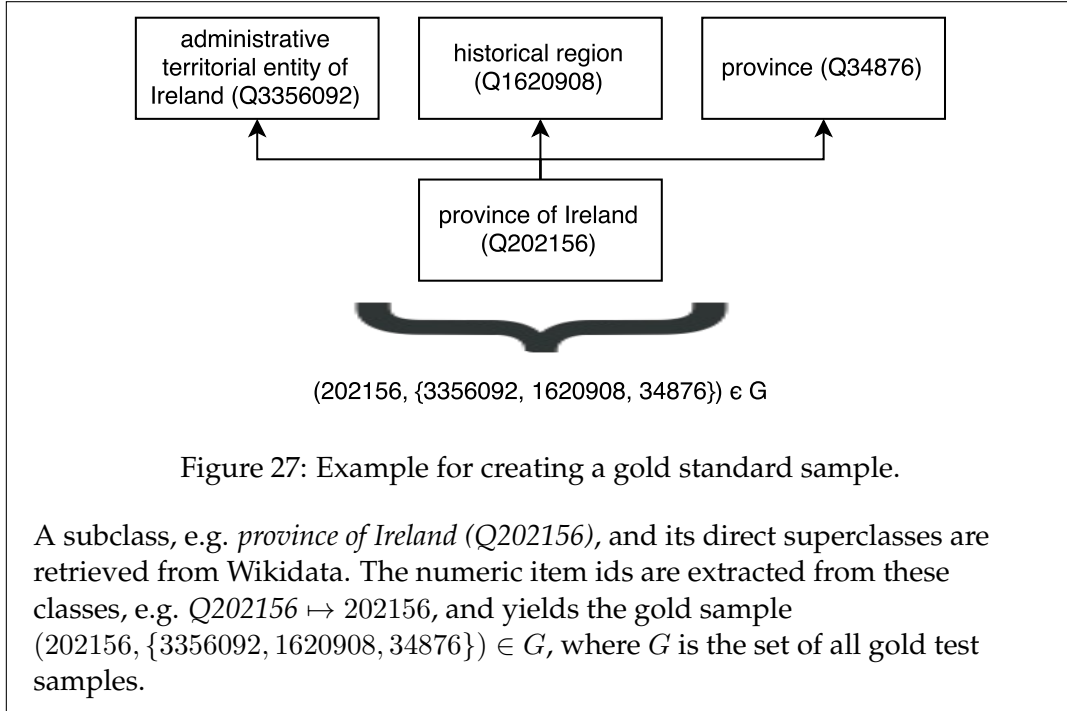 administrative
territorial entity of
Ireland (Q3356092)
historical region
(Q1620908)
province (Q34876)
province of Ireland
(Q202156)
(202156, {3356092, 1620908, 34876}) ϵ G
Figure 27: Example for creating a gold standard sample.
A subclass, e.g. province of Ireland (Q202156), and its direct superclasses are
retrieved from Wikidata. The numeric item ids are extracted from these
classes, e.g. Q202156 ↦ 202156, and yields the gold sample
(202156, {3356092, 1620908, 34876}) ∈ G, where G is the set of all gold test
samples.